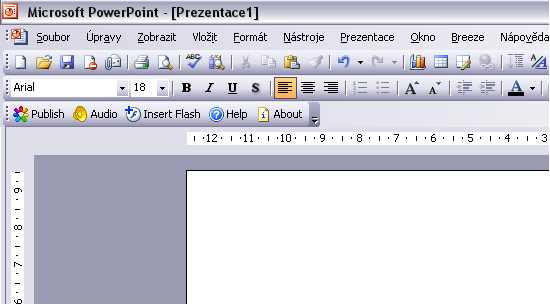 Microsoft PowerPoint - [Prezentace1]
Soubor Úpravy Zobrazit Vložit Formát Nástroje Prezentace Okno Breeze Nápověda
ABC
Arial 18 B I U S A A A
Publish Audio Insert Flash Help About
12 11 10 9 8 7 6 5 4 3
9
8
7
6